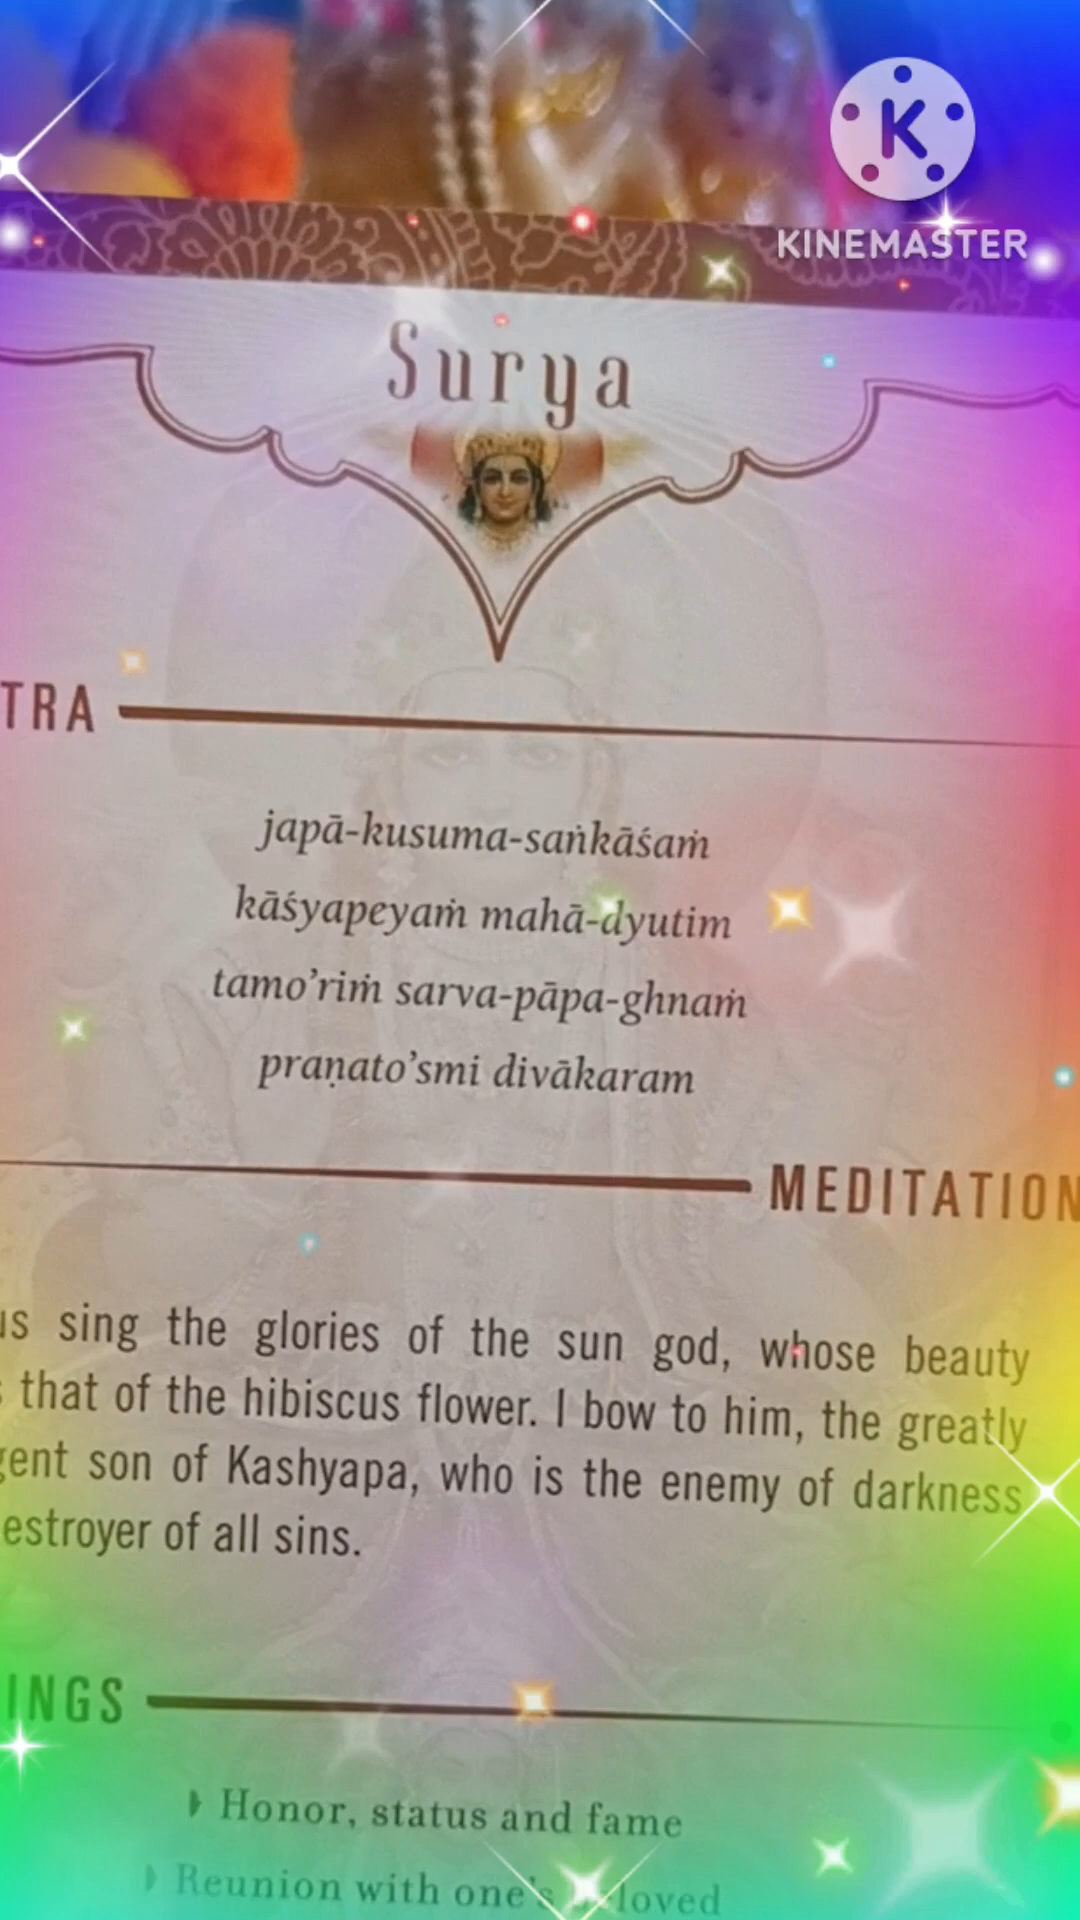 K
KINEMASTER
Surya
TRA
japā-kusuma-saṅkāśaṁ
kāśyapeyaṁ mahā-dyutim
tamo’riṁ sarva-pāpa-ghnaṁ
praṇato’smi divākaram
MEDITATION
us sing the glories of the sun god, whose beauty
that of the hibiscus flower. I bow to him, the greatly
gent son of Kashyapa, who is the enemy of darkness
estroyer of all sins.
INGS
Honor, status and fame
Reunion with one's loved